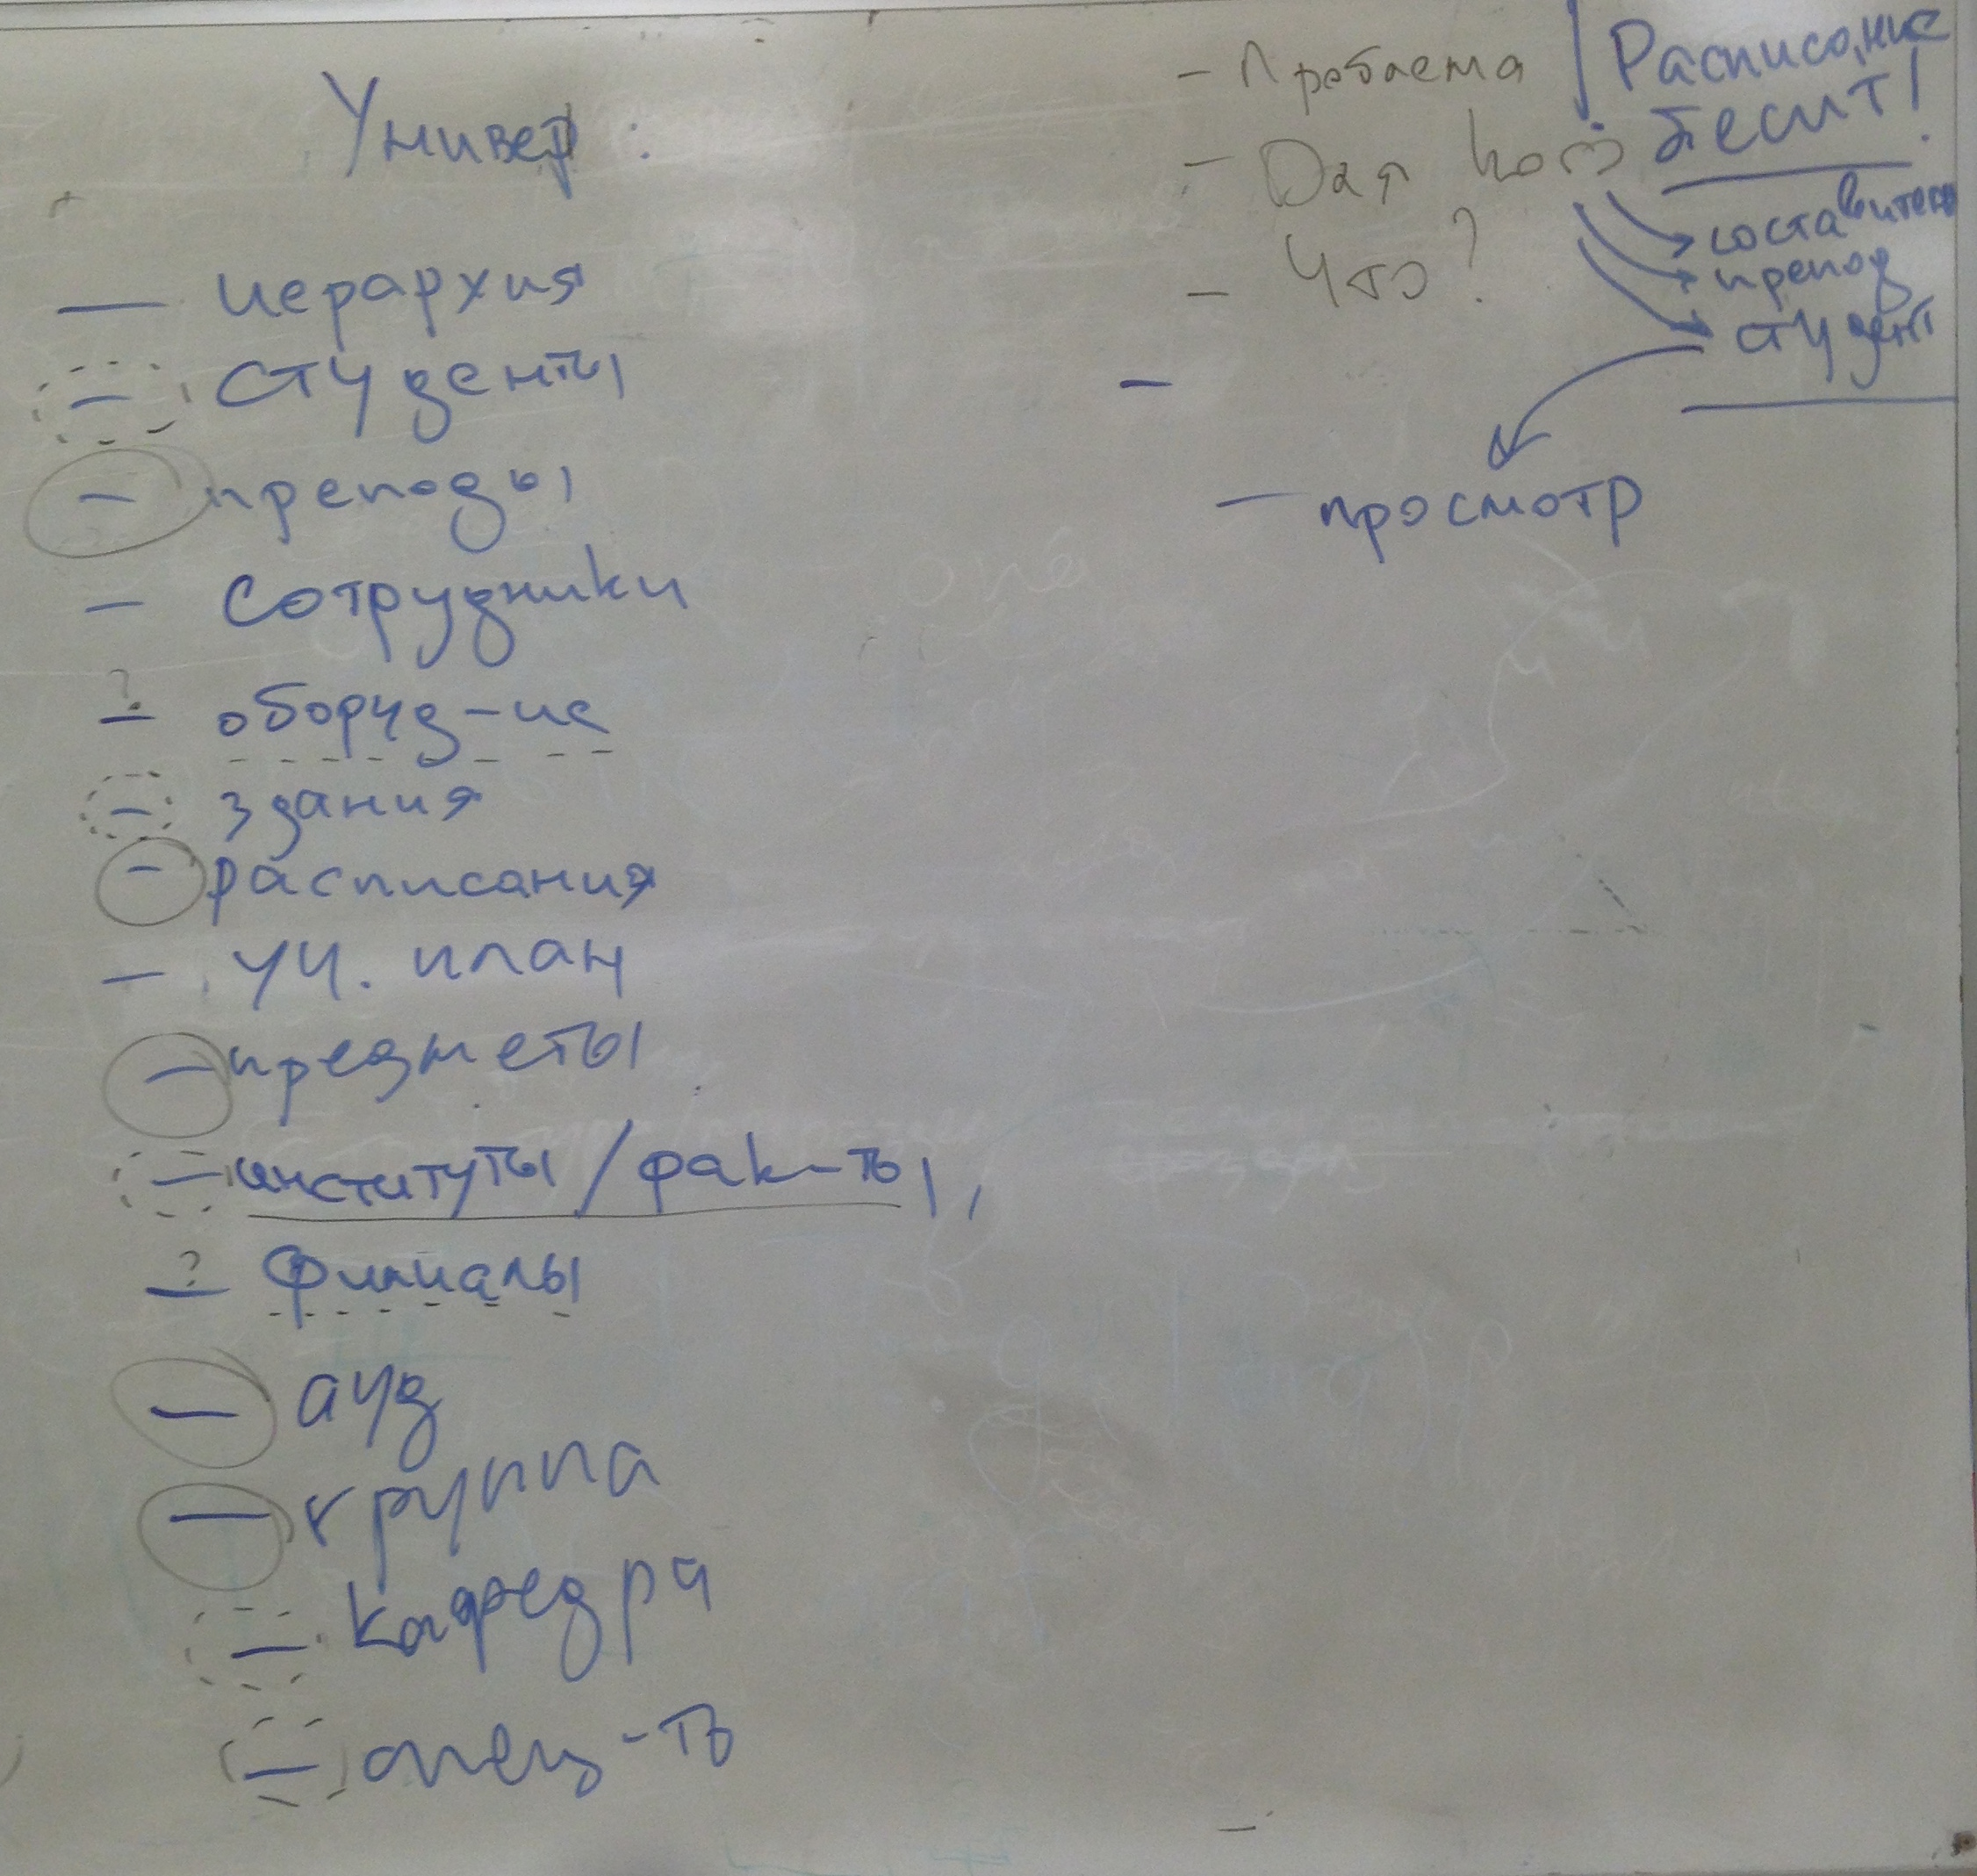 Универ :
— иерархия
— студенты
— преподы
— сотрудники
? — оборуд-ие
— здания
— расписания
— уч. план
— предметы
— институты / фак-ты,
? — филиалы
— ауд
— группа
— кафедра
— спец-ть
— Проблема
— Для кого
— Что?
—
Расписание
бесит!
составитель
препод
студент
— просмотр